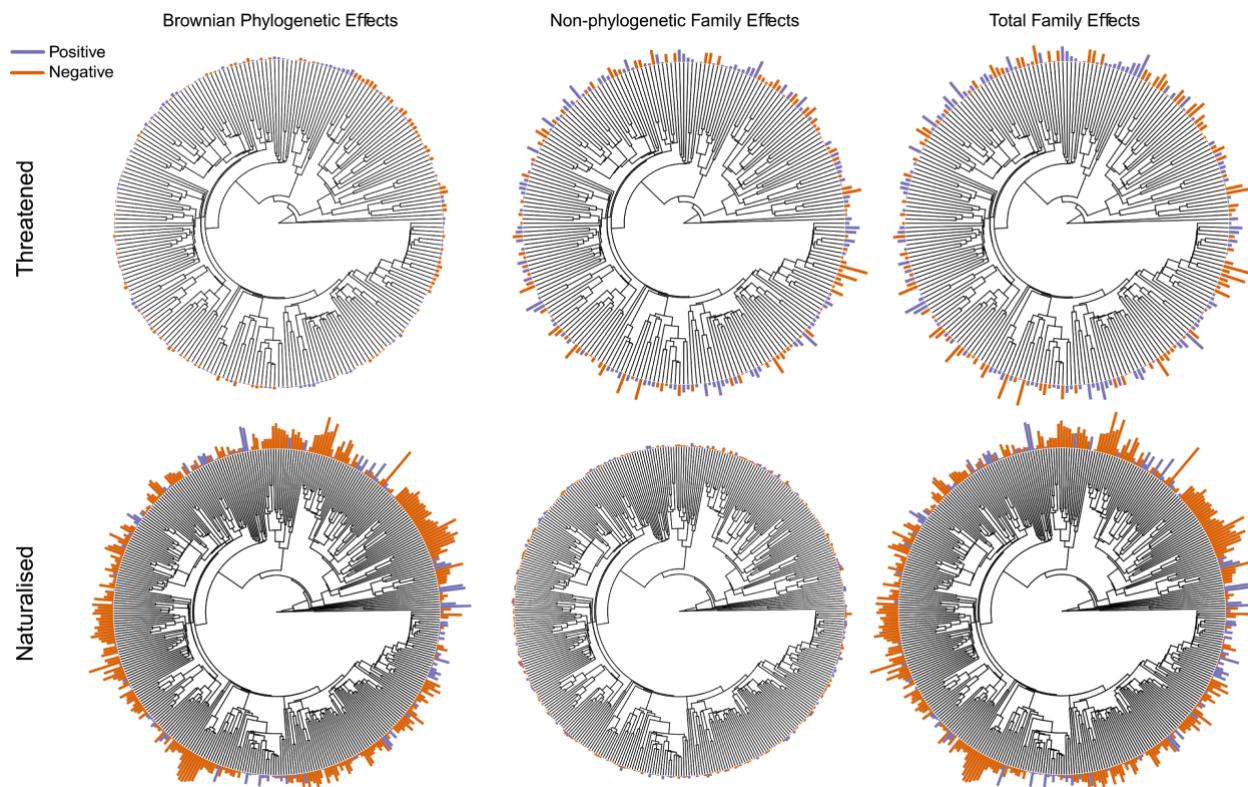 Brownian Phylogenetic Effects
Non-phylogenetic Family Effects
Total Family Effects
Positive
Negative
Threatened
Naturalised